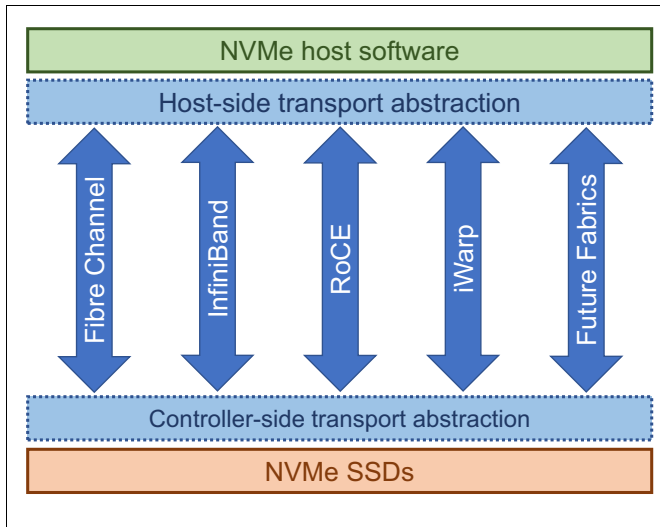 NVMe host software
Host-side transport abstraction
Fibre Channel
InfiniBand
RoCE
iWarp
Future Fabrics
Controller-side transport abstraction
NVMe SSDs